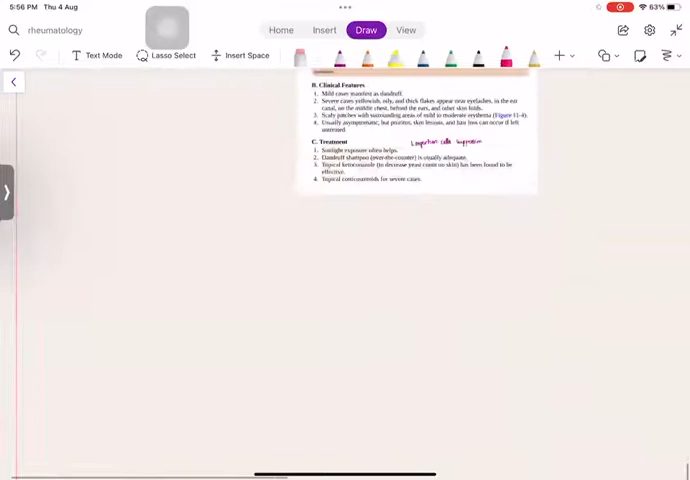 5:56 PM Thu 4 Aug
63%
rheumatology
Home Insert Draw View
Text Mode Lasso Select Insert Space
B. Clinical Features
1. Mild cases manifest as dandruff.
2. Severe cases yellowish, oily, and thick flakes appear near eyelashes, in the ear
canal, on the middle chest, behind the ears, and other skin folds.
3. Scaly patches with surrounding areas of mild to moderate erythema (Figure 11-4).
4. Usually asymptomatic, but pruritus, skin lesions, and hair loss can occur if left
untreated.
C. Treatment
cells
1. Sunlight exposure often helps.
2. Dandruff shampoo (over-the-counter) is usually adequate.
3. Topical ketoconazole (to decrease yeast count on skin) has been found to be
effective.
4. Topical corticosteroids for severe cases.